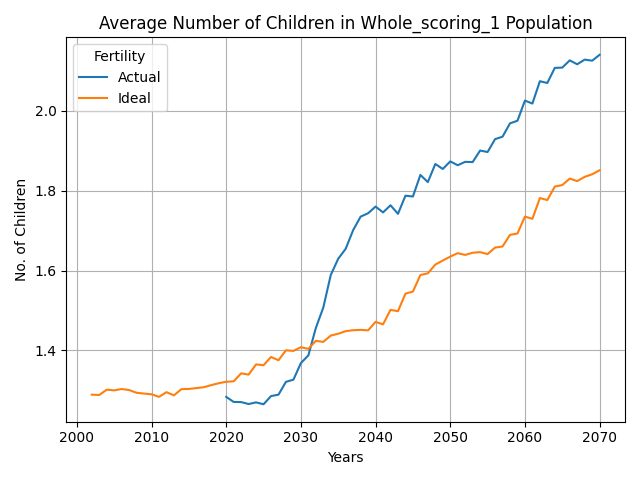 Average Number of Children in Whole_scoring_1 Population
Fertility
Actual
Ideal
No. of Children
2.0
1.8
1.6
1.4
2000 2010 2020 2030 2040 2050 2060 2070
Years